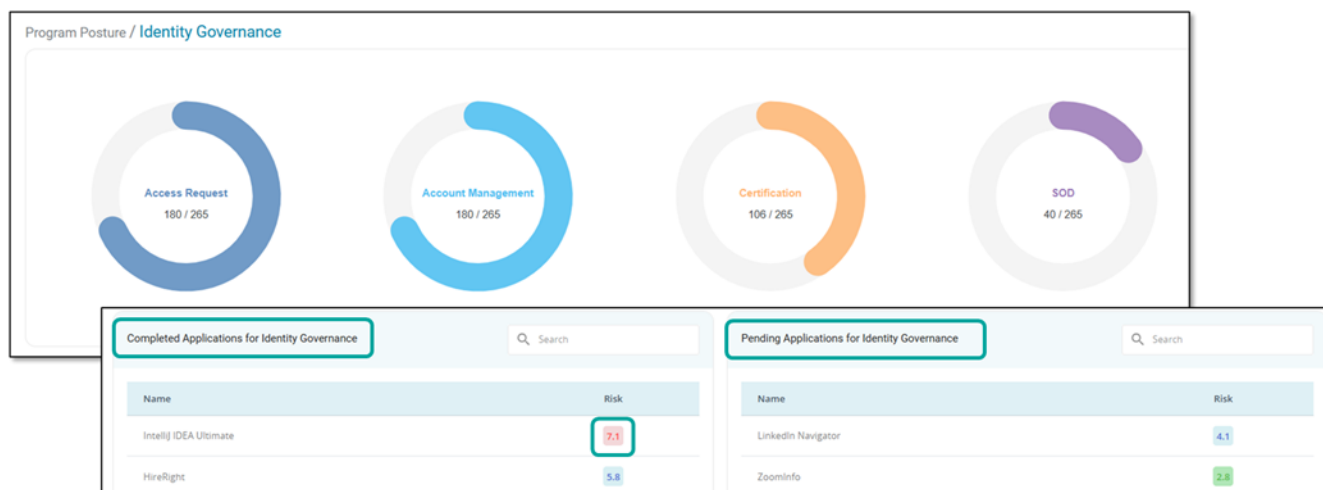 Program Posture / Identity Governance
Access Request
180 / 265
Account Management
180 / 265
Certification
106 / 265
SOD
40 / 265
Completed Applications for Identity Governance
Search
Name Risk
IntelliJ IDEA Ultimate 7.1
HireRight 5.8
Pending Applications for Identity Governance
Search
Name Risk
LinkedIn Navigator 4.1
ZoomInfo 2.8